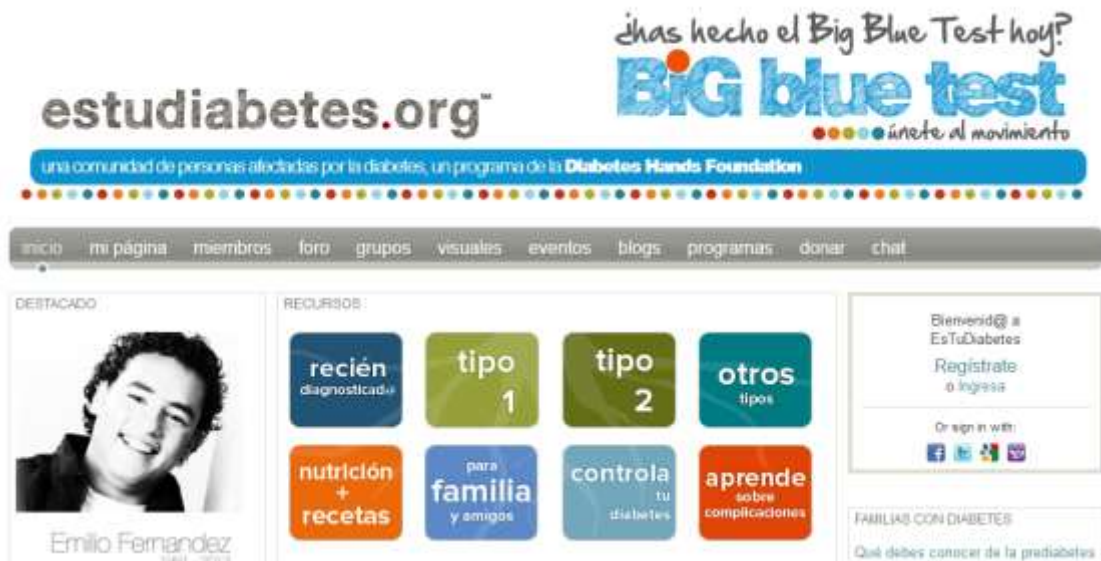 ¿has hecho el Big Blue Test hoy?
BiG blue test
únete al movimiento
estudiabetes.org™
una comunidad de personas afectadas por la diabetes, un programa de la Diabetes Hands Foundation
inicio mi página miembros foro grupos visuales eventos blogs programas donar chat
DESTACADO
Emilio Fernandez
RECURSOS
recién
diagnosticad@
tipo
1
tipo
2
otros
tipos
nutrición
+
recetas
para
familia
y amigos
controla
tu
diabetes
aprende
sobre
complicaciones
Bienvenid@ a
EsTuDiabetes
Regístrate
o Ingresa
Or sign in with:
FAMILIAS CON DIABETES
Qué debes conocer de la prediabetes